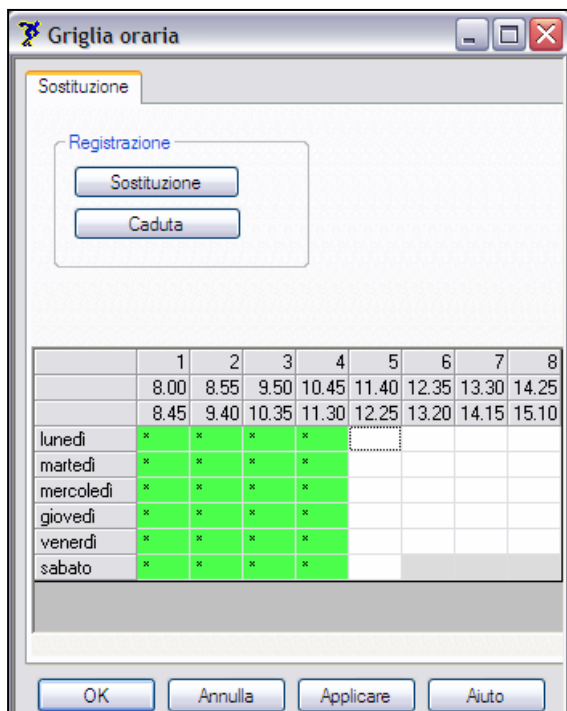 Griglia oraria
Sostituzione
Registrazione
Sostituzione
Caduta
1 2 3 4 5 6 7 8
8.00 8.55 9.50 10.45 11.40 12.35 13.30 14.25
8.45 9.40 10.35 11.30 12.25 13.20 14.15 15.10
lunedì * * * *
martedì * * * *
mercoledì * * * *
giovedì * * * *
venerdì * * * *
sabato * * * *
OK Annulla Applicare Aiuto